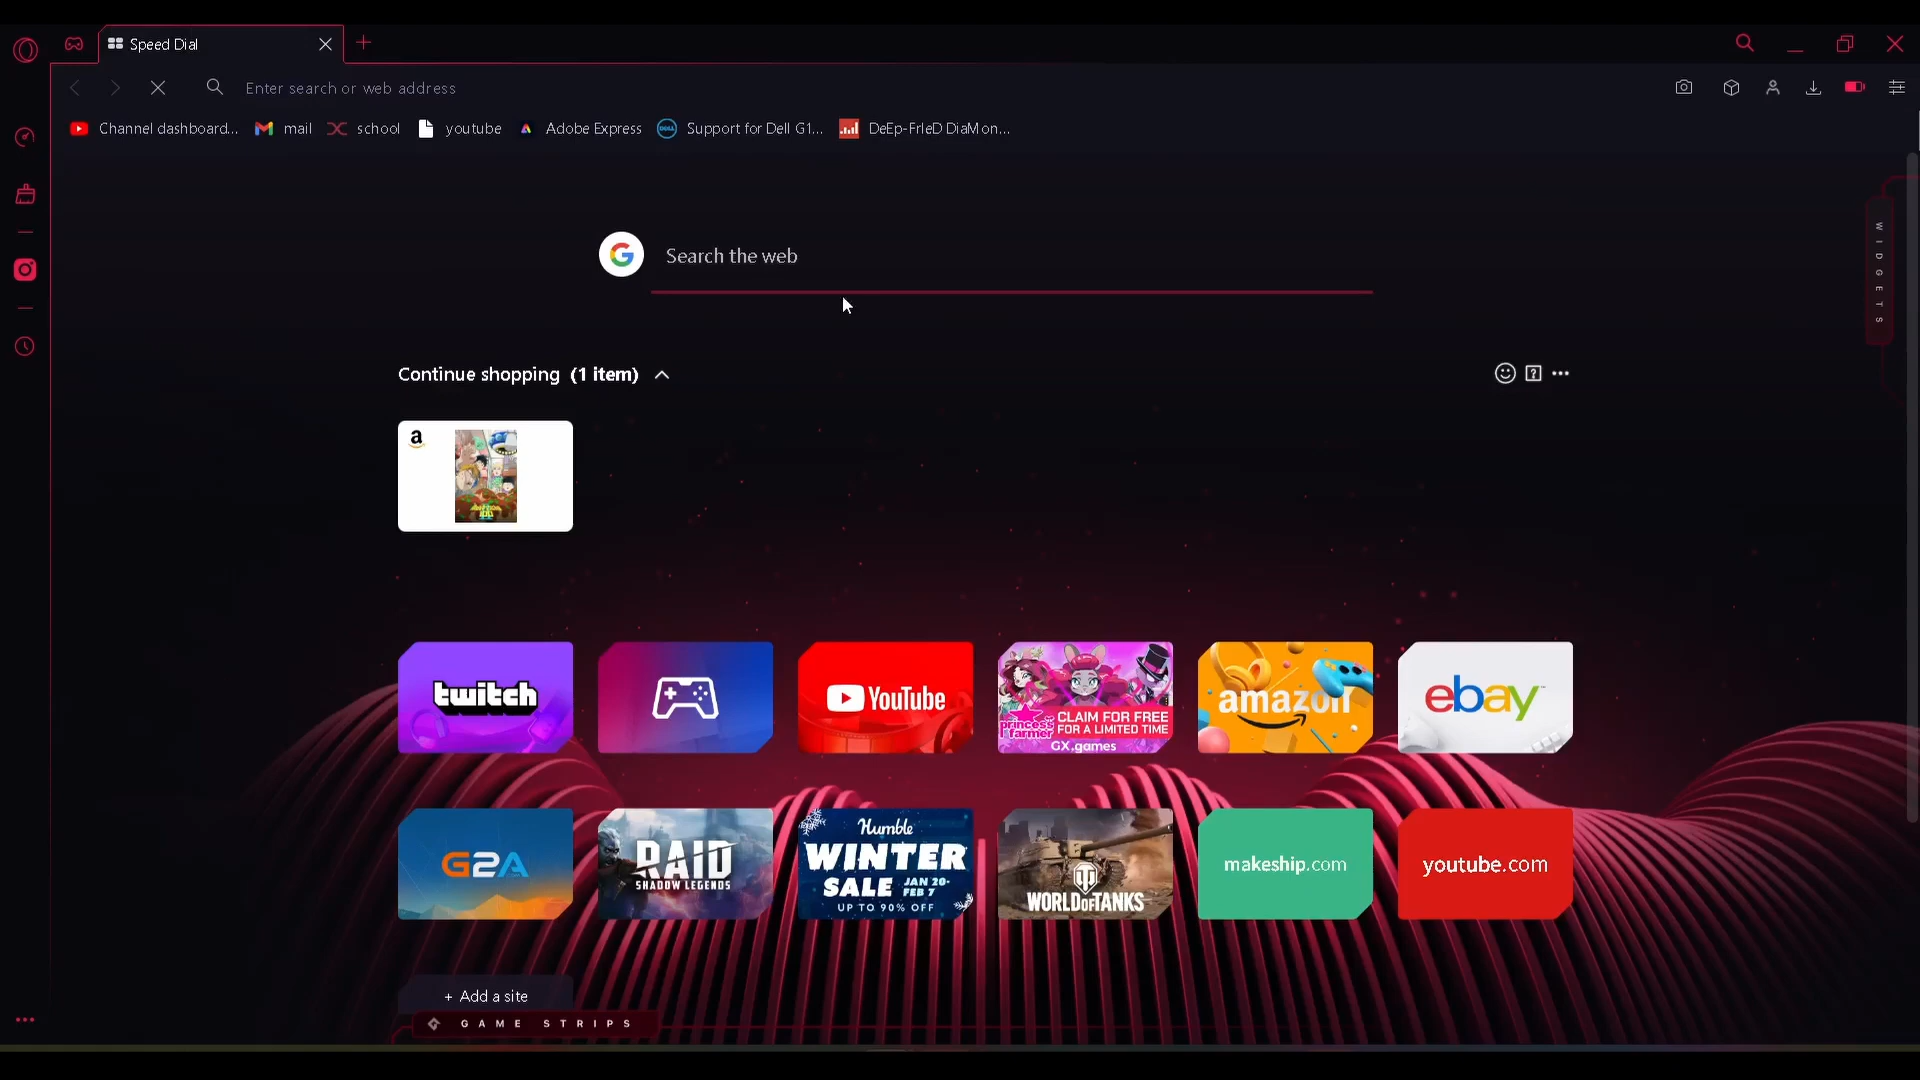 Speed Dial
Enter search or web address
Channel dashboard... mail school youtube Adobe Express Support for Dell G1... DeEp-FrIeD DiaMon...
Search the web
WIDGETS
Continue shopping (1 item)
a
twitch
YouTube
princess farmer
CLAIM FOR FREE
FOR A LIMITED TIME
GX.games
amazon
ebay
G2A
RAID
SHADOW LEGENDS
Humble
WINTER
SALE JAN 20-
FEB 7
UP TO 90% OFF
WORLD OF TANKS
makeship.com
youtube.com
+ Add a site
GAME STRIPS